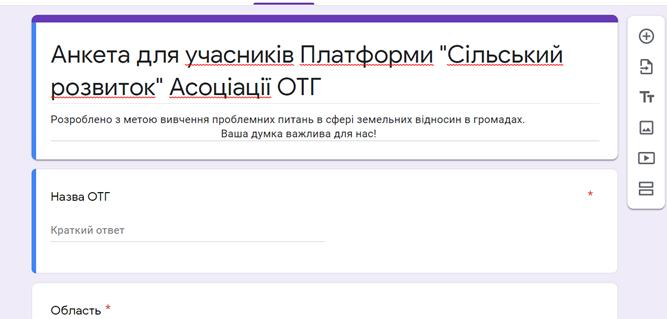 Анкета для учасників Платформи "Сільський
розвиток" Асоціації ОТГ
Розроблено з метою вивчення проблемних питань в сфері земельних відносин в громадах.
Ваша думка важлива для нас!
Назва ОТГ *
Краткий ответ
Область *
Тт